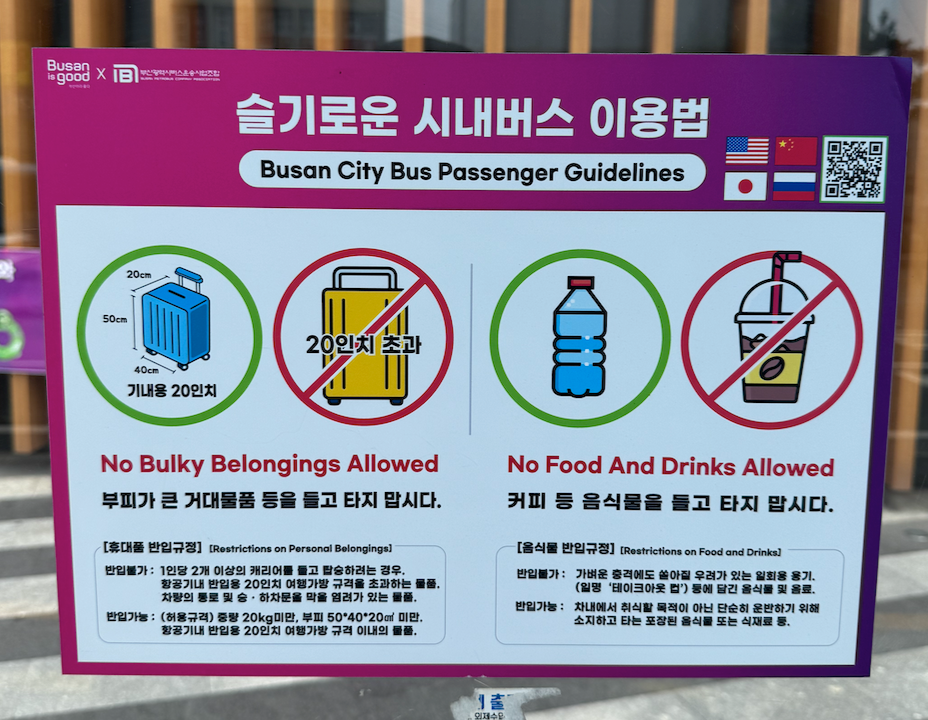 Busan
is good
X
부산광역시버스운송사업조합
슬기로운 시내버스 이용법
Busan City Bus Passenger Guidelines
20cm
50cm
40cm
기내용 20인치
20인치 초과
No Bulky Belongings Allowed
부피가 큰 거대물품 등을 들고 타지 맙시다.
[휴대품 반입규정] [Restrictions on Personal Belongings]
반입불가 : 1인당 2개 이상의 캐리어를 들고 탑승하려는 경우.
항공기내 반입용 20인치 여행가방 규격을 초과하는 물품.
차량의 통로 및 승·하차문을 막을 염려가 있는 물품.
반입가능 : (허용규격) 중량 20kg미만, 부피 50*40*20㎠ 미만.
항공기내 반입용 20인치 여행가방 규격 이내의 물품.
No Food And Drinks Allowed
커피 등 음식물을 들고 타지 맙시다.
[음식물 반입규정] [Restrictions on Food and Drinks]
반입불가 : 가벼운 충격에도 쏟아질 우려가 있는 일회용 용기.
(일명 '테이크아웃 컵') 등에 담긴 음식물 및 음료.
반입가능 : 차내에서 취식할 목적이 아닌 단순히 운반하기 위해
소지하고 타는 포장된 음식물 또는 식재료 등.